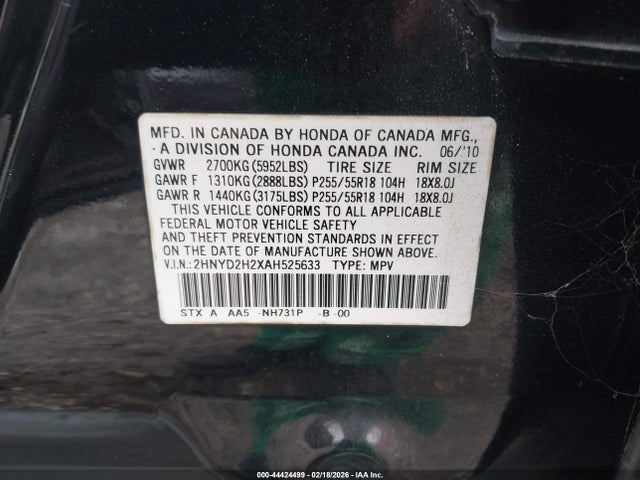 MFD. IN CANADA BY HONDA OF CANADA MFG.,
A DIVISION OF HONDA CANADA INC. 06/'10
GVWR 2700KG(5952LBS) TIRE SIZE RIM SIZE
GAWR F 1310KG(2888LBS) P255/55R18 104H 18X8.0J
GAWR R 1440KG(3175LBS) P255/55R18 104H 18X8.0J
THIS VEHICLE CONFORMS TO ALL APPLICABLE
FEDERAL MOTOR VEHICLE SAFETY
AND THEFT PREVENTION STANDARDS IN EFFECT
ON THE DATE OF MANUFACTURE SHOWN ABOVE.
V.I.N.:2HNYD2H2XAH525633 TYPE: MPV
STX A AA5 -NH731P -B -00
000-44424499 - 02/18/2026 - IAA Inc.